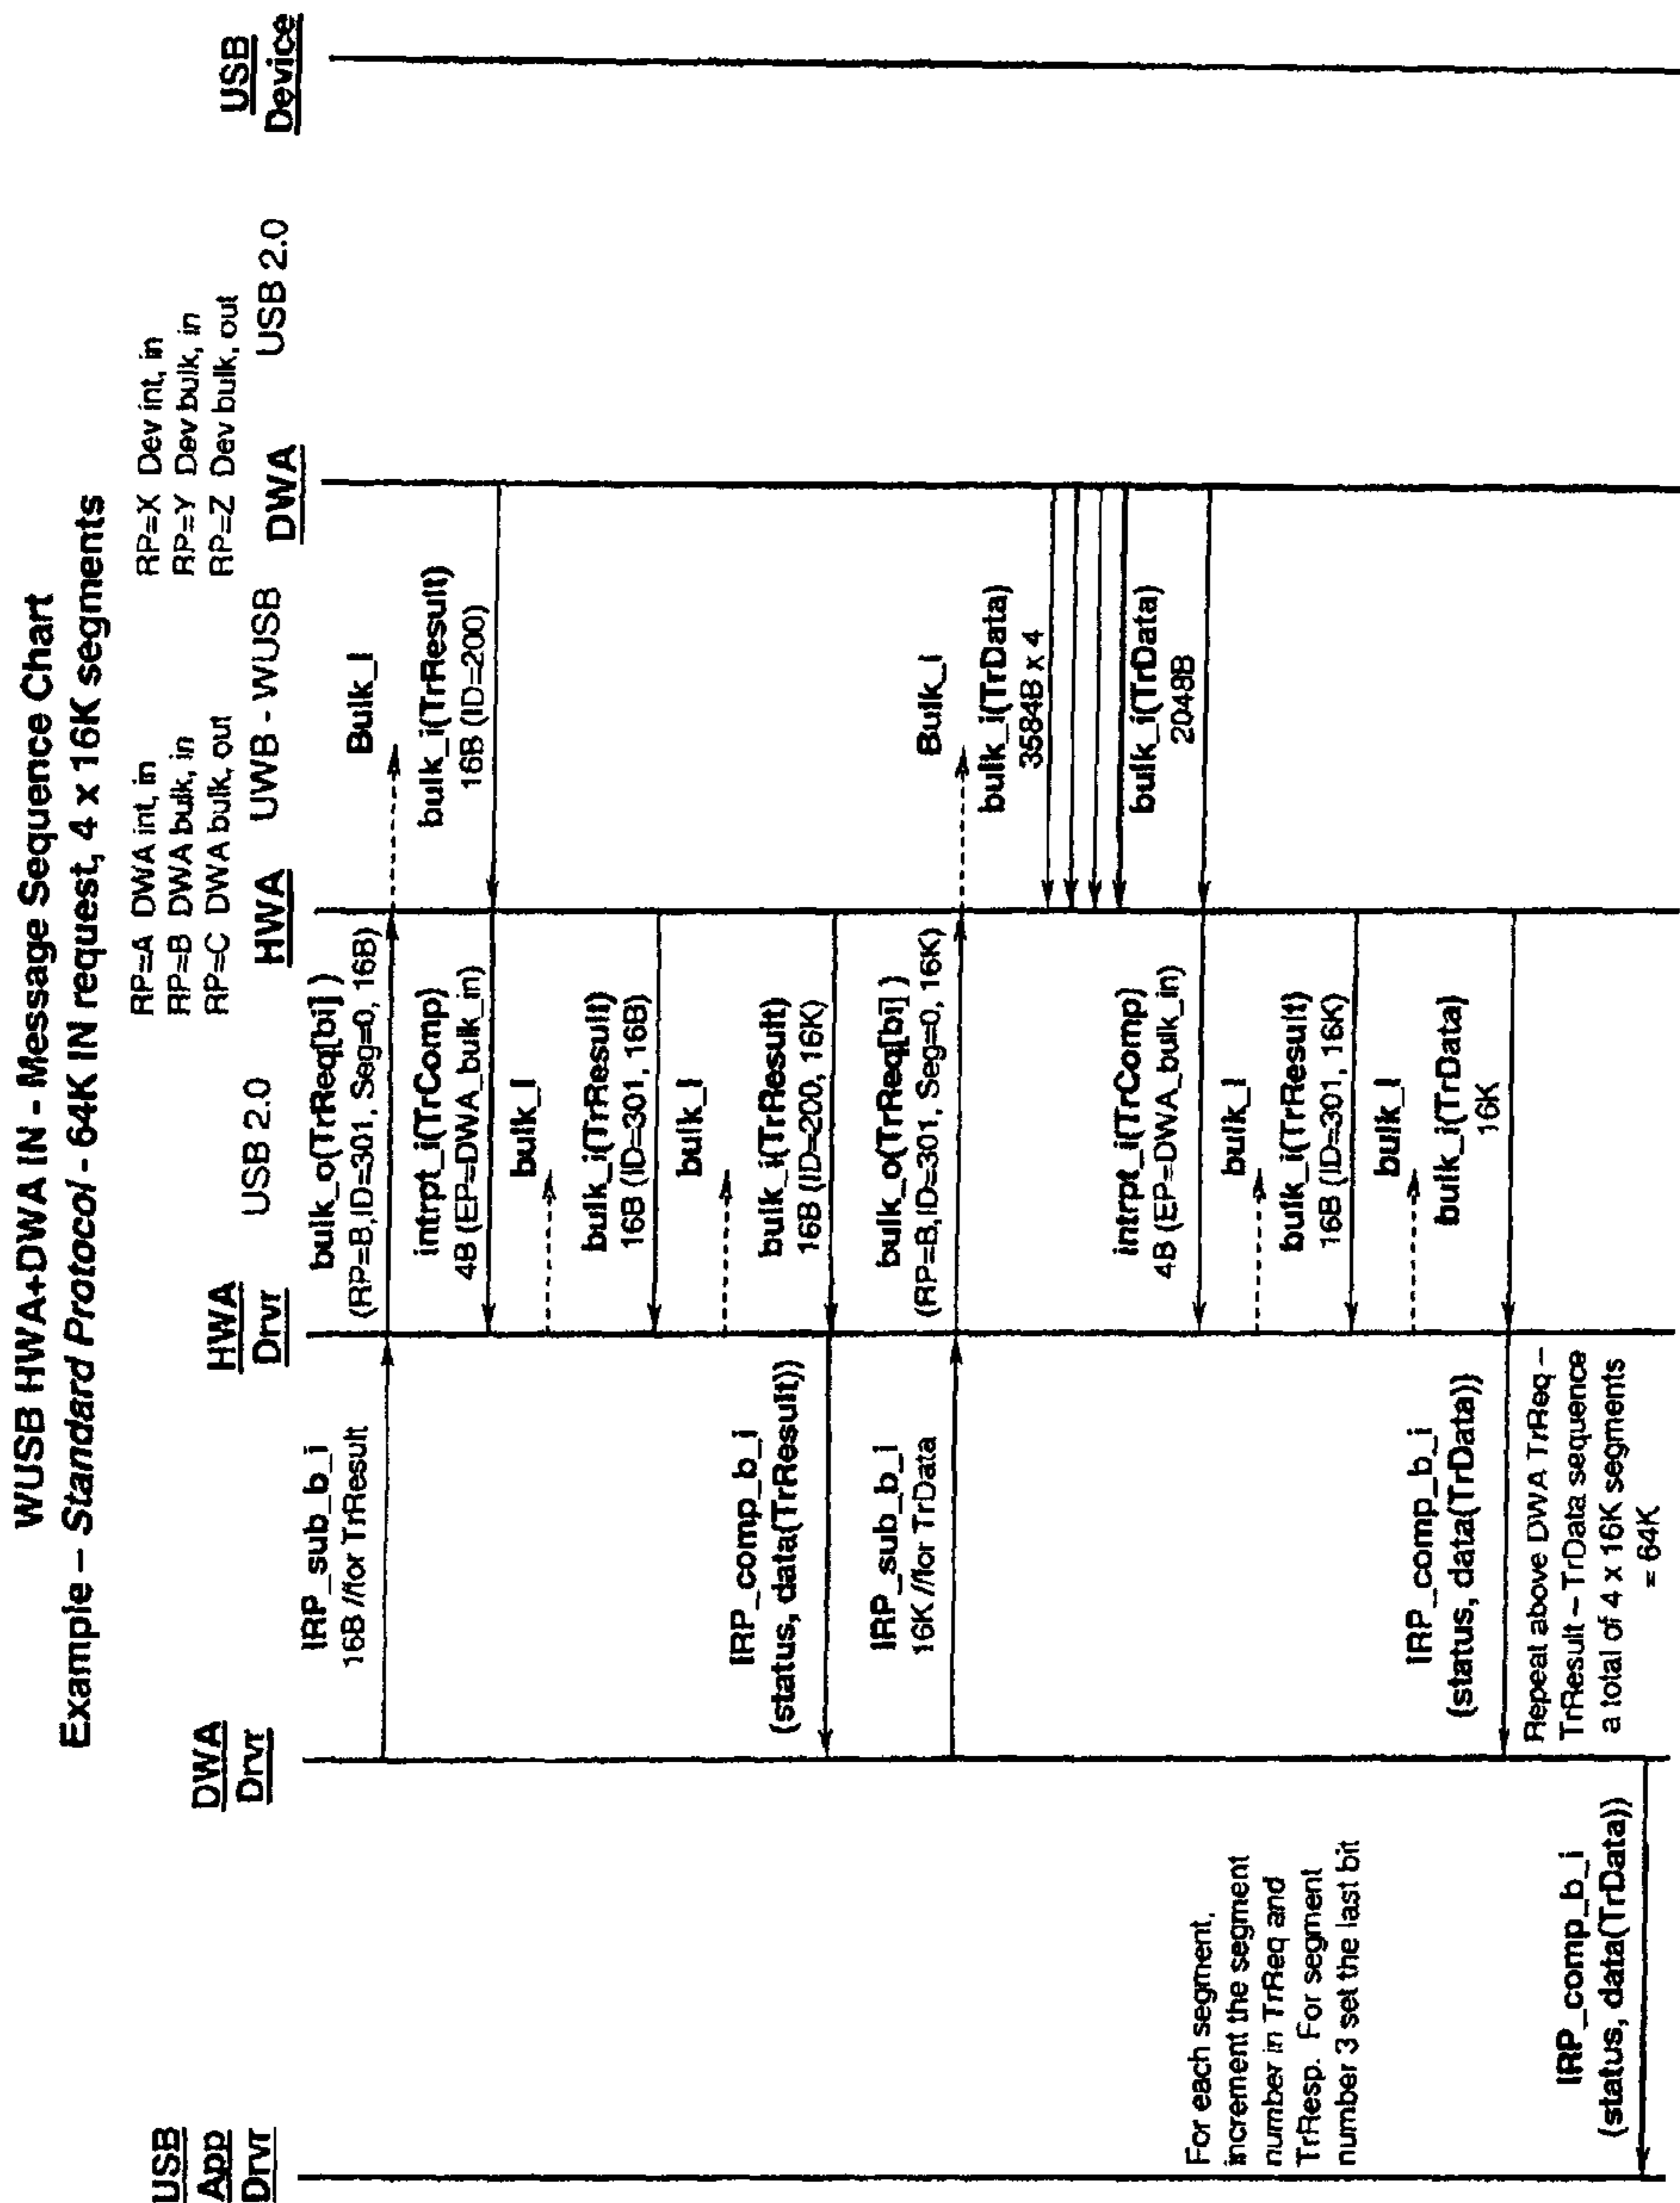 WUSB HWA+DWA IN - Message Sequence Chart
Example – Standard Protocol - 64K IN request, 4 x 16K segments
RP=A DWA int, in
RP=B DWA bulk, in
RP=C DWA bulk, out
RP=X Dev int, in
RP=Y Dev bulk, in
RP=Z Dev bulk, out
USB
App
Drvr
DWA
Drvr
HWA
Drvr
USB 2.0
HWA
UWB - WUSB
DWA
USB 2.0
USB
Device
IRP_sub_b_i
16B //for TrResult
bulk_o(TrReq[bi] )
(RP=B,ID=301, Seg=0, 16B)
Bulk_I
intrpt_i(TrComp)
4B (EP=DWA_bulk_in)
bulk_i(TrResult)
16B (ID=200)
bulk_I
bulk_i(TrResult)
16B (ID=301, 16B)
bulk_I
IRP_comp_b_i
(status, data(TrResult))
bulk_i(TrResult)
16B (ID=200, 16K)
IRP_sub_b_i
16K //for TrData
bulk_o(TrReq[bi] )
(RP=B,ID=301, Seg=0, 16K)
Bulk_I
bulk_i(TrData)
3584B x 4
bulk_i(TrData)
2048B
intrpt_i(TrComp)
4B (EP=DWA_bulk_in)
bulk_I
bulk_i(TrResult)
16B (ID=301, 16K)
bulk_I
bulk_i(TrData)
16K
For each segment,
increment the segment
number in TrReq and
TrResp. For segment
number 3 set the last bit
IRP_comp_b_i
(status, data(TrData))
Repeat above DWA TrReq –
TrResult – TrData sequence
a total of 4 x 16K segments
= 64K
IRP_comp_b_i
(status, data(TrData))